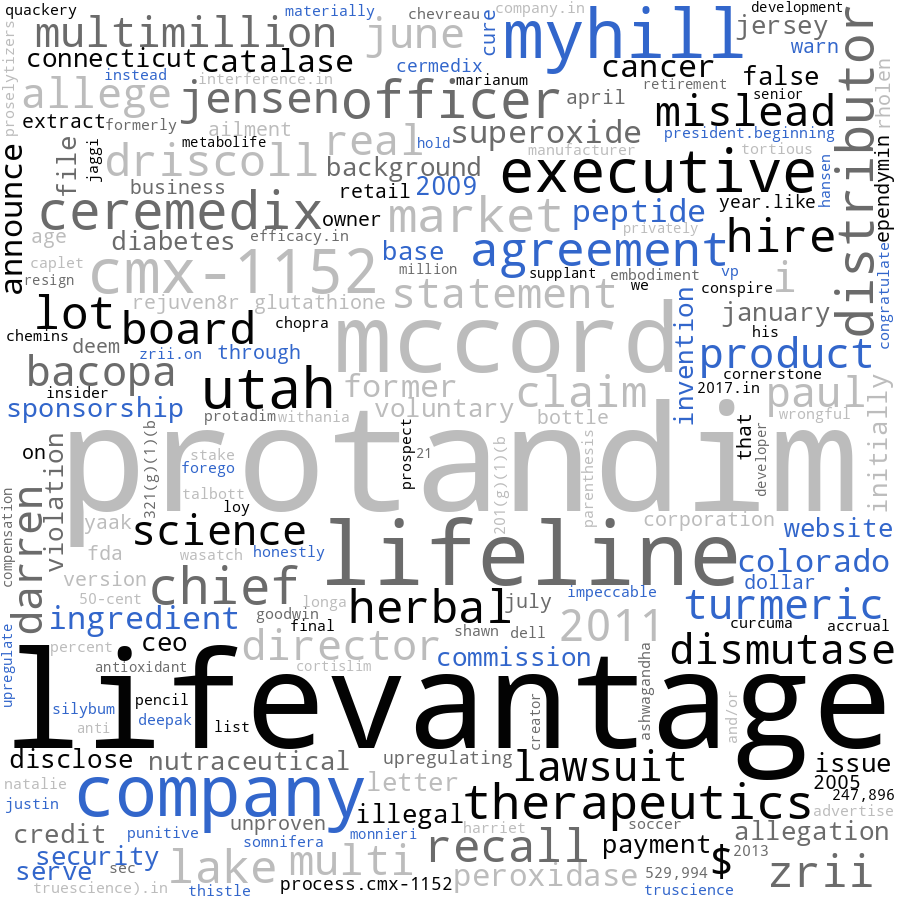 quackery
materially
chevreau
company.in
development
multimillion
june
cure
myhill
jersey
warn
distributor
connecticut
catalase
cermedix
cancer
instead
interference.in
marianum
false
proselytizers
allege
jensen
officer
april
retirement
senior
mislead
rholen
extract
formerly
ailment
superoxide
president.beginning
file
jaggi
metabolife
real
hold
manufacturer
tortious
driscoll
background
executive
hansen
announce
business
retail
2009
ependymin
ceremedix
owner
market
peptide
year.like
age
diabetes
efficacy.in
privately
base
agreement
hire
caplet
resign
cmx-1152
million
supplant
embodiment
vp
i
congratulate
we
conspire
rejuven8r
glutathione
statement
lot
board
chopra
mccord
invention
january
his
chemins
deem
zrii.on
through
product
cornerstone
bacopa
insider
utah
former
claim
2017.in
paul
sponsorship
protadim
withania
voluntary
bottle
wrongful
initially
on
violation
321(g)(1)(b
protandim
stake
forego
prospect
21
201(g)(1)(b
parenthesis
that
developer
compensation
darren
talbott
loy
yaak
science
corporation
website
fda
wasatch
honestly
lifeline
colorado
version
50-cent
chief
longa
impeccable
dollar
ingredient
goodwin
herbal
july
turmeric
upregulate
final
2011
curcuma
accrual
percent
ceo
director
shawn
dell
dismutase
antioxidant
cortislim
commission
ashwagandha
lifevantage
silybum
pencil
deepak
anti
list
creator
and/or
disclose
nutraceutical
upregulating
lawsuit
issue
natalie
company
letter
2005
justin
illegal
therapeutics
247,896
advertise
credit
punitive
unproven
monnieri
harriet
soccer
allegation
somnifera
security
sec
recall
payment
$
2013
serve
lake
multi
peroxidase
529,994
zrii
truescience).in
thistle
process.cmx-1152
truscience